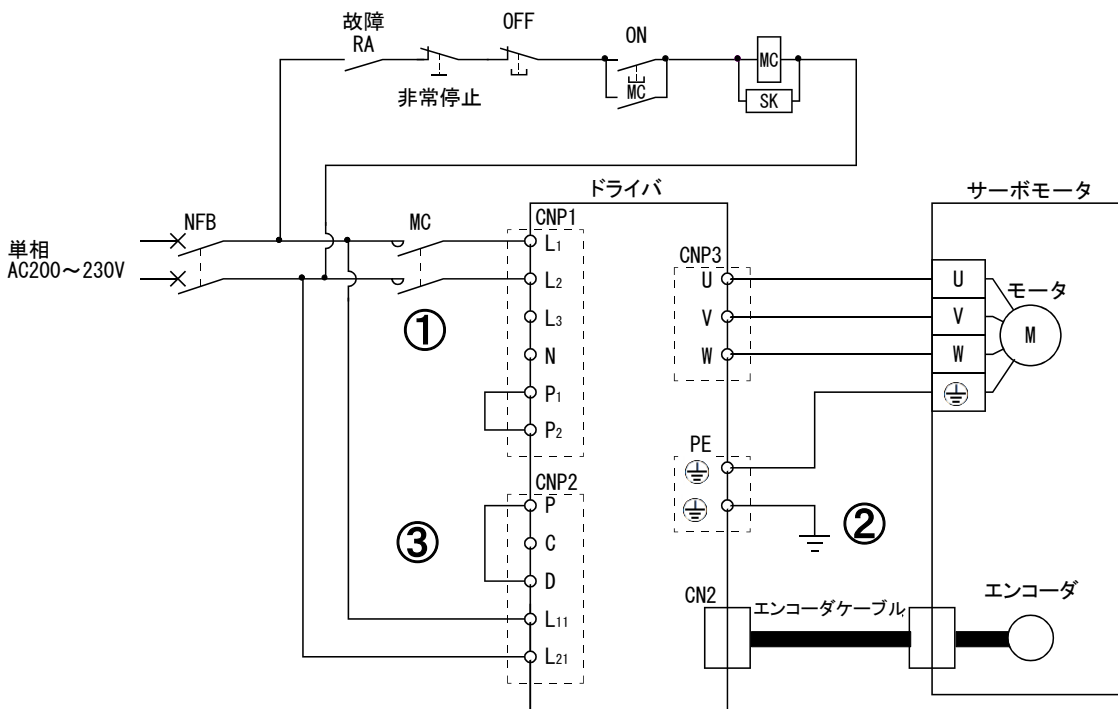 故障
RA
OFF
ON
MC
SK
非常停止
MC
ドライバ
サーボモータ
単相
AC200～230V
NFB
MC
CNP1
L1
L2
L3
N
P1
P2
①
CNP3
U
V
W
U
V
W
モータ
M
PE
②
CNP2
P
C
D
L11
L21
③
CN2
エンコーダケーブル
エンコーダ